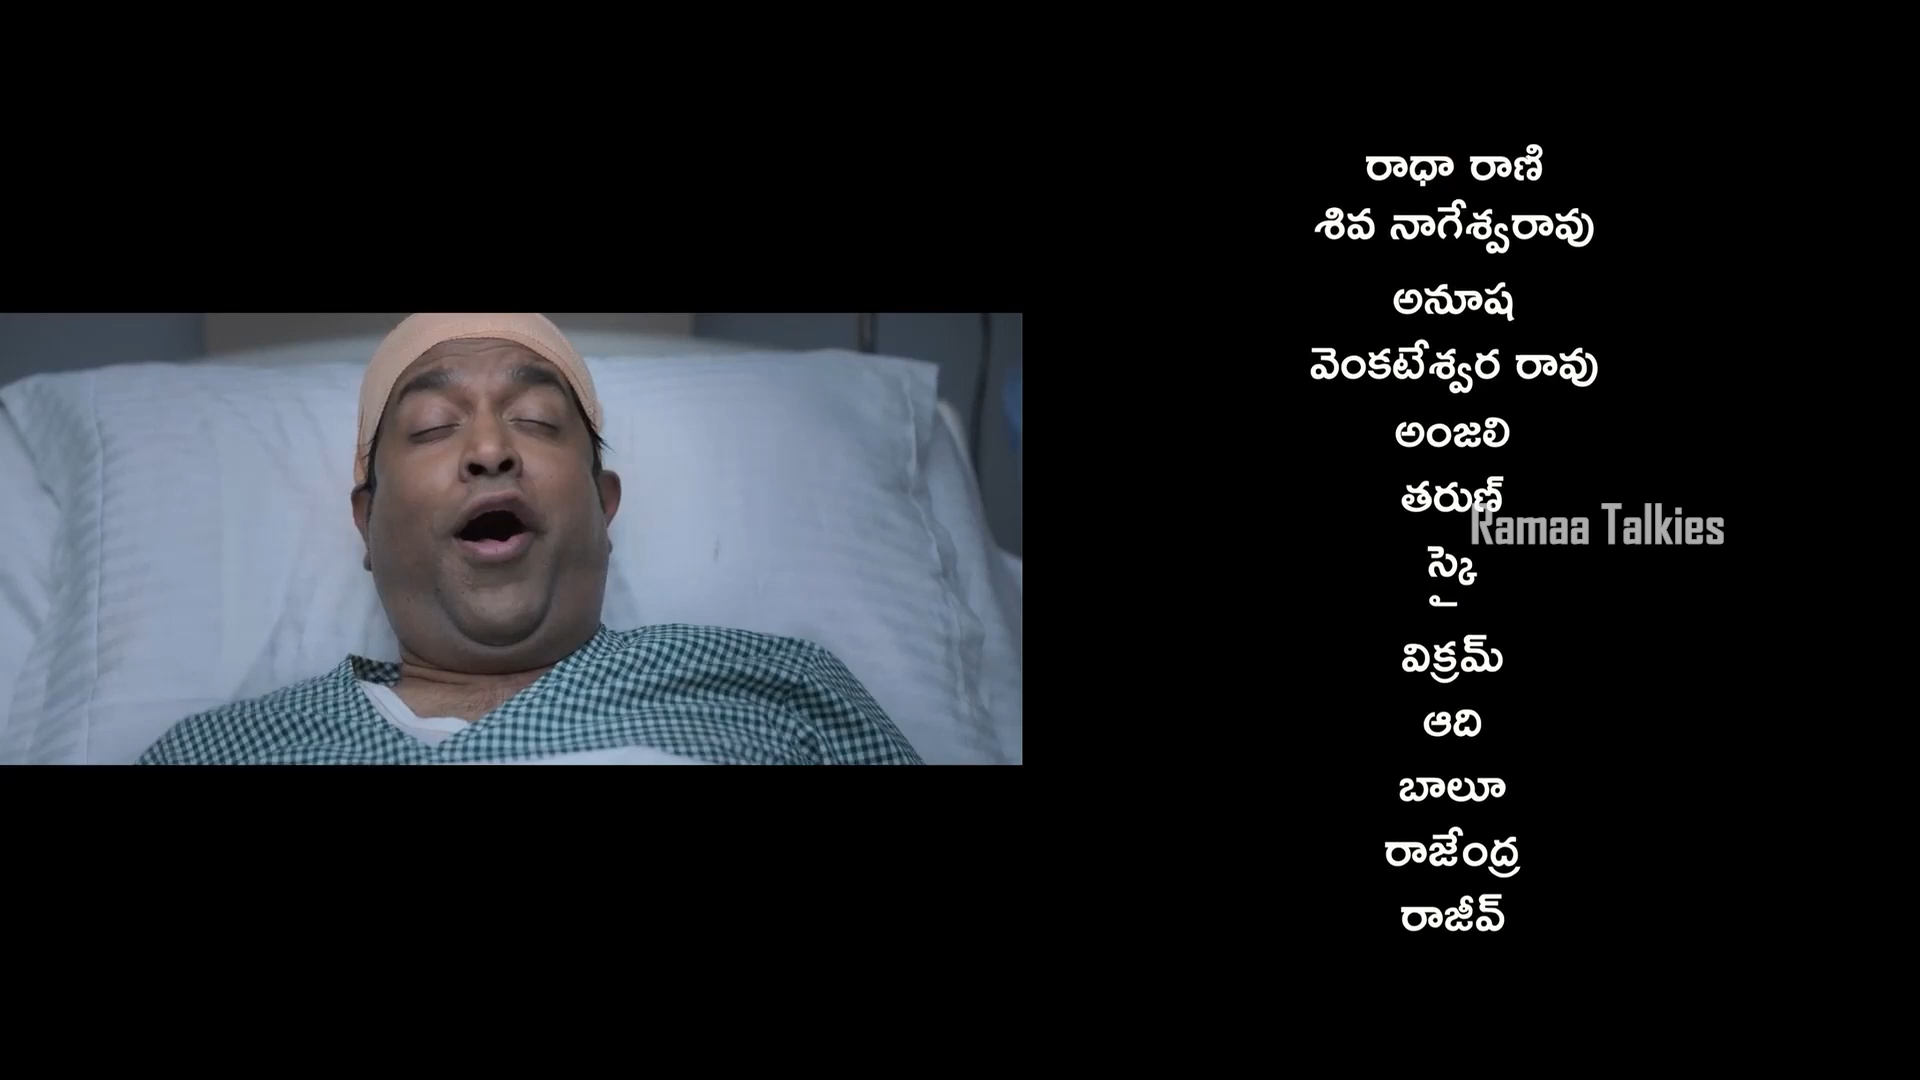 రాధా రాణి
శివ నాగేశ్వరావు
అనూష
వెంకటేశ్వర రావు
అంజలి
తరుణ్
Ramaa Talkies
స్కై
విక్రమ్
ఆది
బాలూ
రాజేంద్ర
రాజీవ్